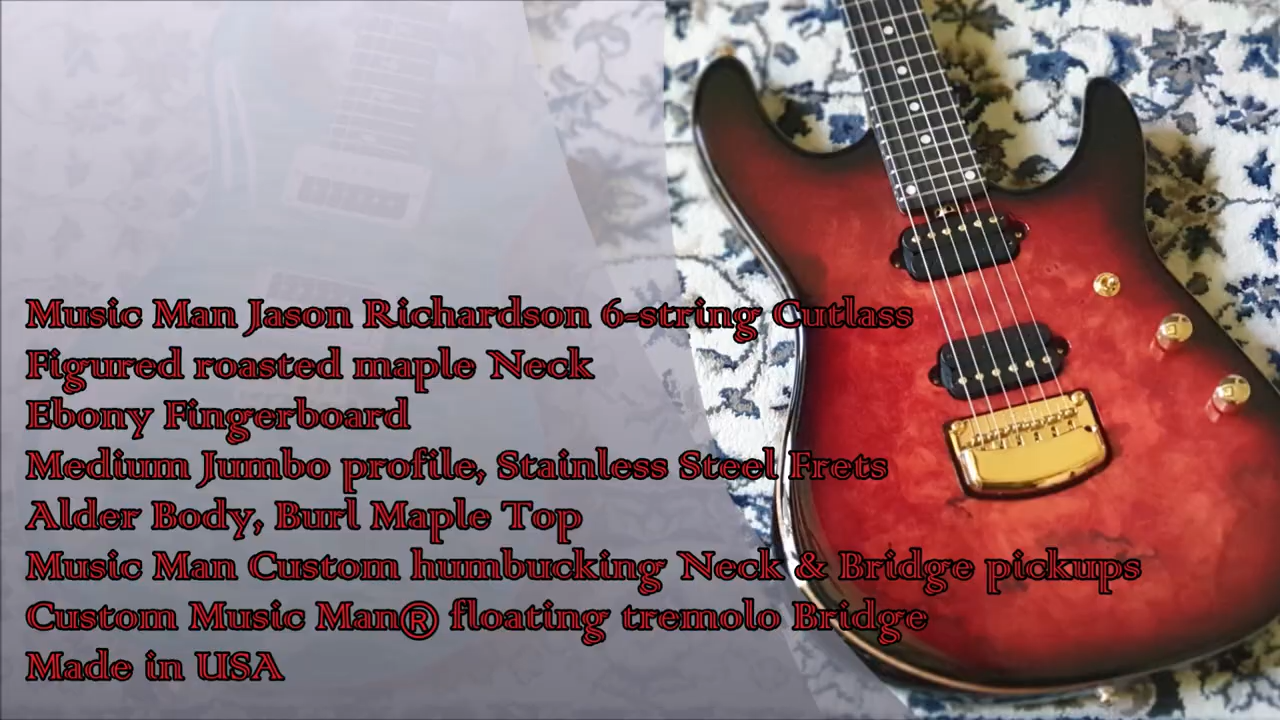 Music Man Jason Richardson 6-string Cutlass
Figured roasted maple Neck
Ebony Fingerboard
Medium Jumbo profile, Stainless Steel Frets
Alder Body, Burl Maple Top
Music Man Custom humbucking Neck & Bridge pickups
Custom Music Man® floating tremolo Bridge
Made in USA